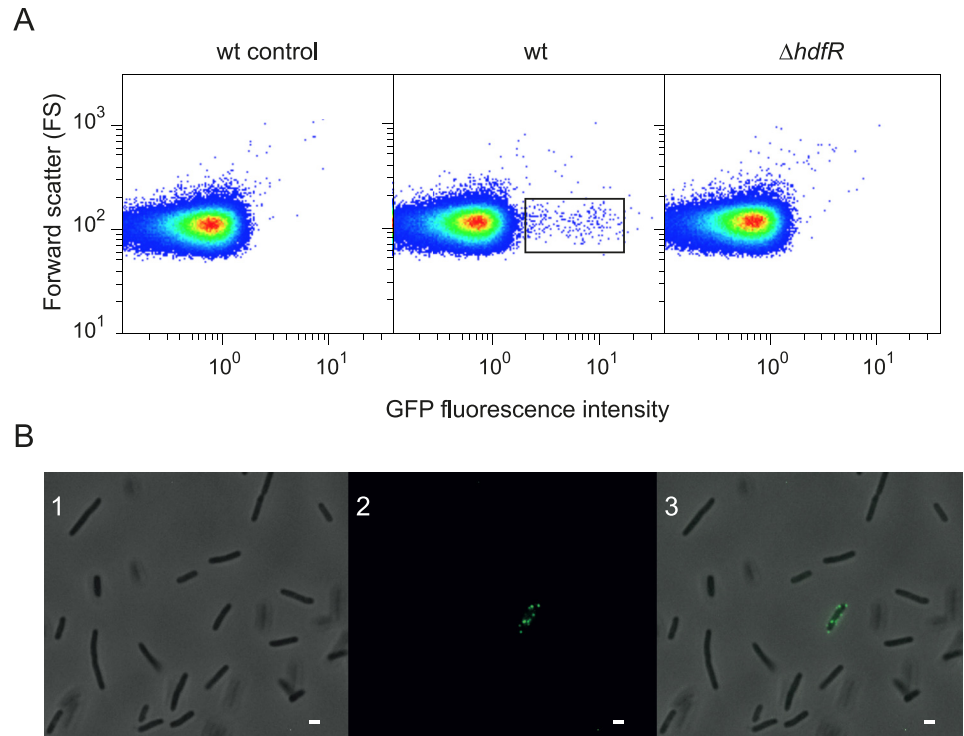 A
wt control
wt
ΔhdfR
Forward scatter (FS)
10³
10²
10¹
10⁰
10¹
10⁰
10¹
10⁰
10¹
GFP fluorescence intensity
B
1
2
3